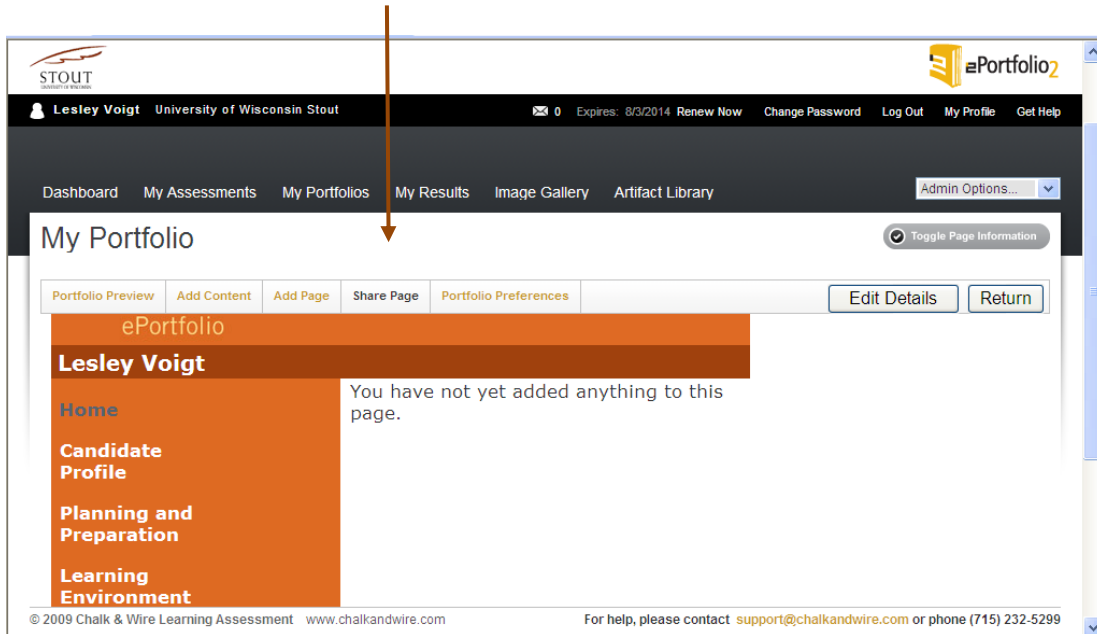 STOUT
UNIVERSITY OF WISCONSIN
ePortfolio2
Lesley Voigt University of Wisconsin Stout
0 Expires: 8/3/2014 Renew Now Change Password Log Out My Profile Get Help
Dashboard My Assessments My Portfolios My Results Image Gallery Artifact Library
Admin Options...
My Portfolio
Toggle Page Information
Portfolio Preview Add Content Add Page Share Page Portfolio Preferences
Edit Details Return
ePortfolio
Lesley Voigt
Home
Candidate
Profile
Planning and
Preparation
Learning
Environment
You have not yet added anything to this
page.
© 2009 Chalk & Wire Learning Assessment www.chalkandwire.com
For help, please contact support@chalkandwire.com or phone (715) 232-5299